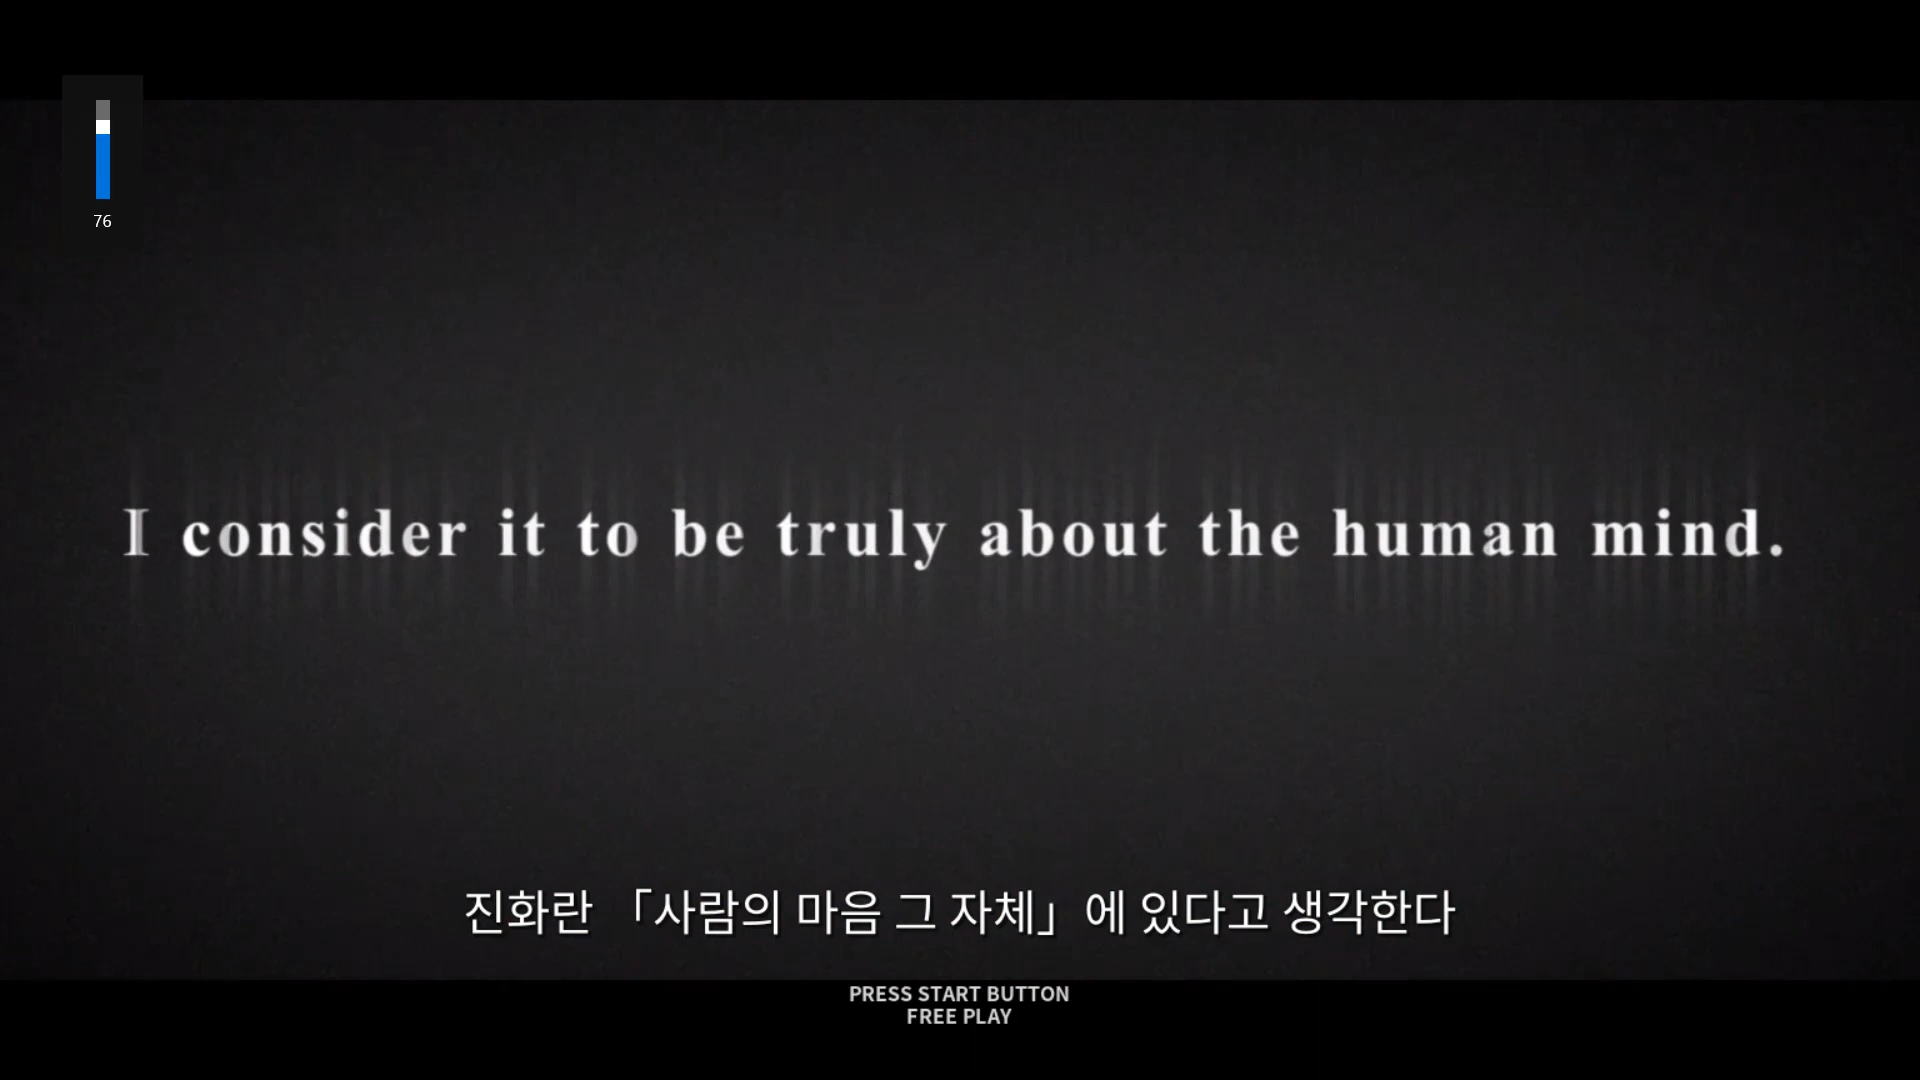 76
I consider it to be truly about the human mind.
진화란 「사람의 마음 그 자체」에 있다고 생각한다
PRESS START BUTTON
FREE PLAY